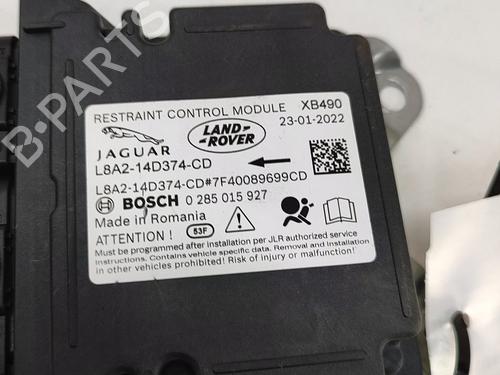 RESTRAINT CONTROL MODULE XB490
23-01-2022
JAGUAR
LAND-
ROVER
L8A2-14D374-CD
L8A2-14D374-CD#7F40089699CD
BOSCH 0 285 015 927
Made in Romania
ATTENTION ! 53F
Must be programmed after installation per JLR authorized service
instructions. Contains vehicle specific data. Removal and Installation
in other vehicles prohibited! Risk of injury or malfunction!
B-PARTS